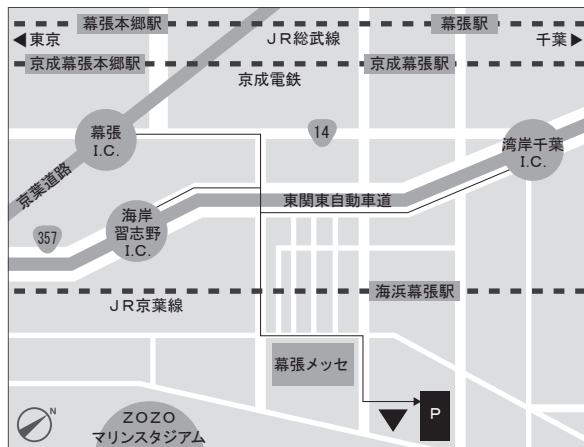 幕張本郷駅
幕張駅
◀東京
JR総武線
千葉▶
京成幕張本郷駅
京成幕張駅
京成電鉄
幕張
I.C.
14
湾岸千葉
I.C.
京葉道路
東関東自動車道
海岸
習志野
I.C.
357
海浜幕張駅
JR京葉線
幕張メッセ
P
N
ZOZO
マリンスタジアム